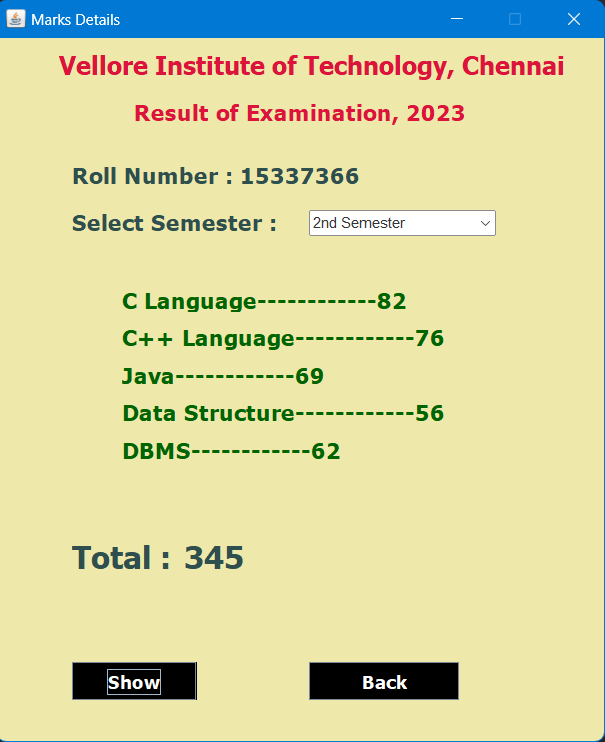 Marks Details
Vellore Institute of Technology, Chennai
Result of Examination, 2023
Roll Number : 15337366
Select Semester : 2nd Semester
C Language------------82
C++ Language------------76
Java------------69
Data Structure------------56
DBMS------------62
Total : 345
Show Back